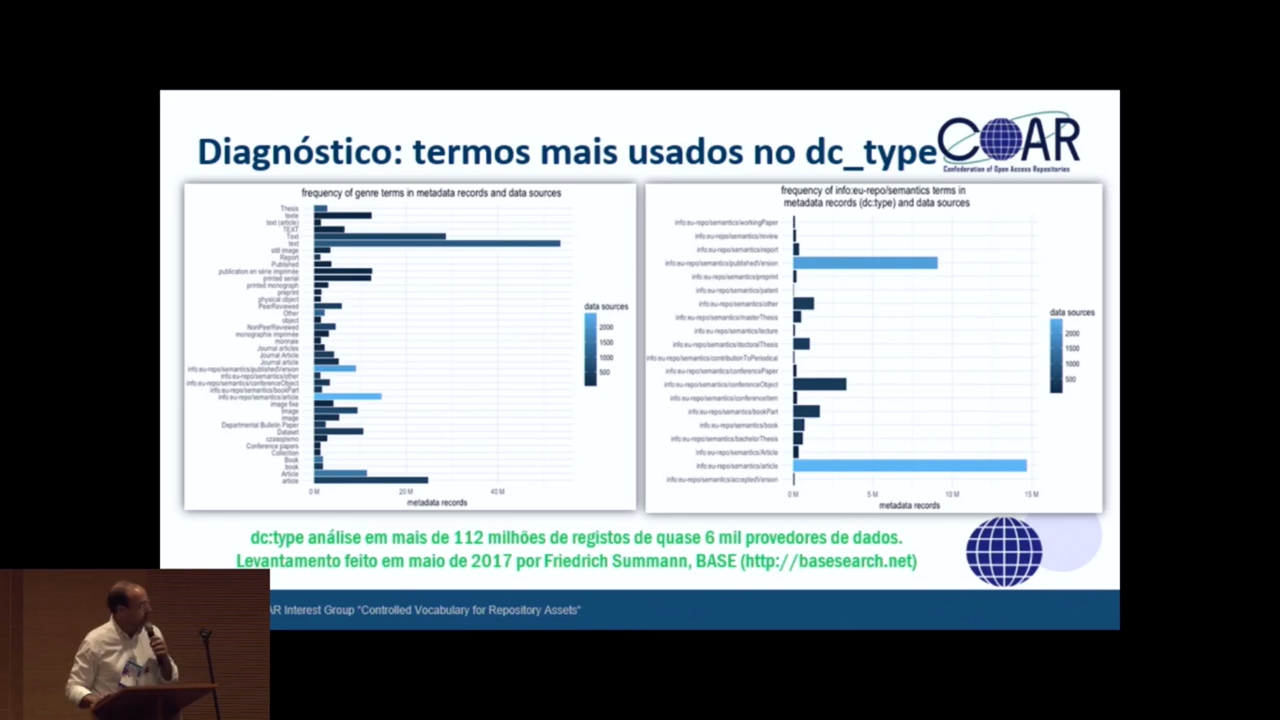 Diagnóstico: termos mais usados no dc_type
COAR
Confederation of Open Access Repositories
frequency of genre terms in metadata records and data sources
Thesis
texte
text (article)
TEXT
Text
text
still image
Report
Published
publication en série imprimée
printed serial
printed monograph
preprint
physical object
PeerReviewed
Other
object
NonPeerReviewed
monographie imprimée
monnaie
Journal articles
Journal Article
Journal article
info:eu-repo/semantics/publishedVersion
info:eu-repo/semantics/other
info:eu-repo/semantics/conferenceObject
info:eu-repo/semantics/bookPart
info:eu-repo/semantics/article
image fixe
Image
image
Departmental Bulletin Paper
Dataset
czasopismo
Conference papers
Collection
Book
book
Article
article
0 M 20 M 40 M
metadata records
data sources
2000
1500
1000
500
frequency of info:eu-repo/semantics terms in
metadata records (dc:type) and data sources
info:eu-repo/semantics/workingPaper
info:eu-repo/semantics/review
info:eu-repo/semantics/report
info:eu-repo/semantics/publishedVersion
info:eu-repo/semantics/preprint
info:eu-repo/semantics/patent
info:eu-repo/semantics/other
info:eu-repo/semantics/masterThesis
info:eu-repo/semantics/lecture
info:eu-repo/semantics/doctoralThesis
info:eu-repo/semantics/contributionToPeriodical
info:eu-repo/semantics/conferencePaper
info:eu-repo/semantics/conferenceObject
info:eu-repo/semantics/conferenceItem
info:eu-repo/semantics/bookPart
info:eu-repo/semantics/book
info:eu-repo/semantics/bachelorThesis
info:eu-repo/semantics/Article
info:eu-repo/semantics/article
info:eu-repo/semantics/acceptedVersion
0 M 5 M 10 M 15 M
metadata records
data sources
2000
1500
1000
500
dc:type análise em mais de 112 milhões de registos de quase 6 mil provedores de dados.
Levantamento feito em maio de 2017 por Friedrich Summann, BASE (http://basesearch.net)
AR Interest Group "Controlled Vocabulary for Repository Assets"